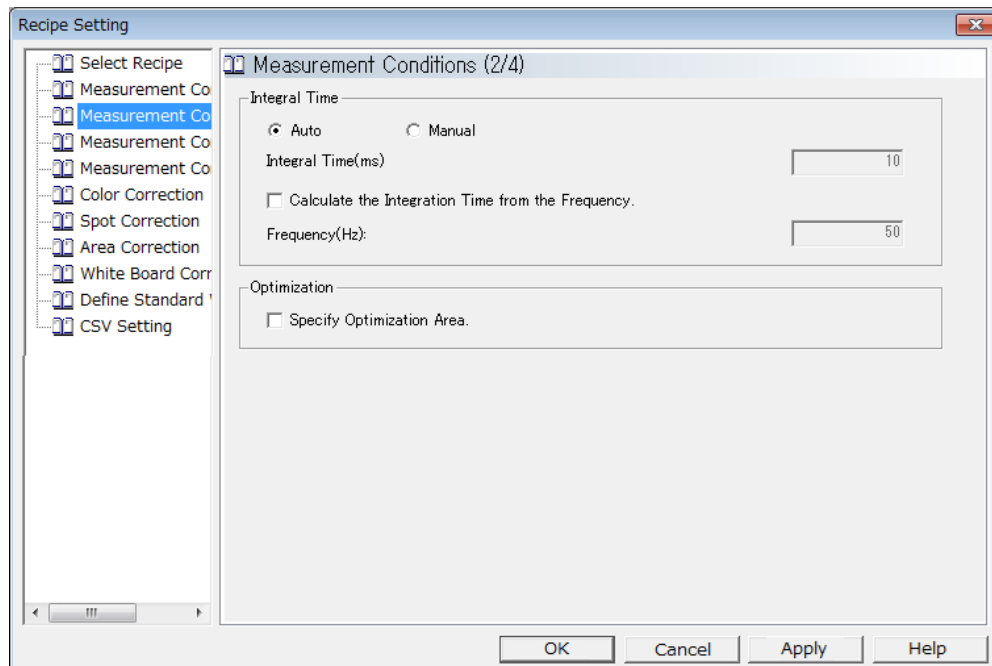 Recipe Setting
Select Recipe
Measurement Co
Measurement Co
Measurement Co
Measurement Co
Color Correction
Spot Correction
Area Correction
White Board Corr
Define Standard
CSV Setting
Measurement Conditions (2/4)
Integral Time
Auto Manual
Integral Time(ms) 10
Calculate the Integration Time from the Frequency.
Frequency(Hz): 50
Optimization
Specify Optimization Area.
OK Cancel Apply Help